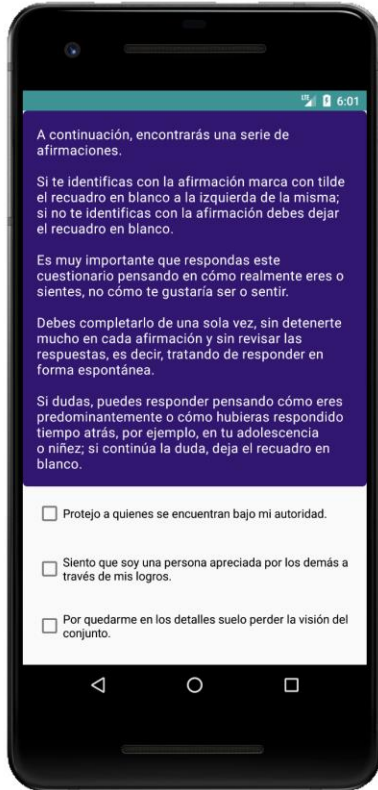 LTE 6:01
A continuación, encontrarás una serie de
afirmaciones.
Si te identificas con la afirmación marca con tilde
el recuadro en blanco a la izquierda de la misma;
si no te identificas con la afirmación debes dejar
el recuadro en blanco.
Es muy importante que respondas este
cuestionario pensando en cómo realmente eres o
sientes, no cómo te gustaría ser o sentir.
Debes completarlo de una sola vez, sin detenerte
mucho en cada afirmación y sin revisar las
respuestas, es decir, tratando de responder en
forma espontánea.
Si dudas, puedes responder pensando cómo eres
predominantemente o cómo hubieras respondido
tiempo atrás, por ejemplo, en tu adolescencia
o niñez; si continúa la duda, deja el recuadro en
blanco.
Protejo a quienes se encuentran bajo mi autoridad.
Siento que soy una persona apreciada por los demás a
través de mis logros.
Por quedarme en los detalles suelo perder la visión del
conjunto.